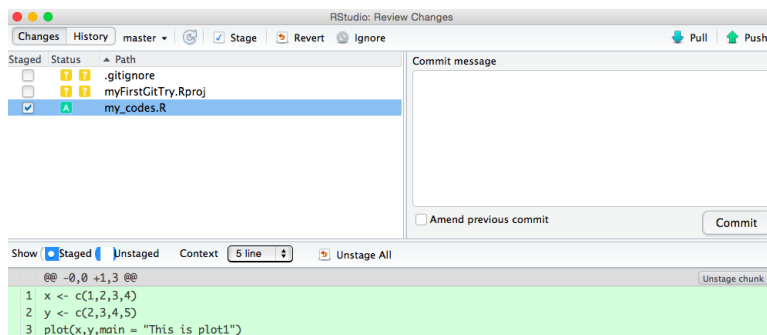 RStudio: Review Changes
Changes History master Stage Revert Ignore Pull Push
Staged Status Path
Commit message
? ? .gitignore
? ? myFirstGitTry.Rproj
A my_codes.R
Amend previous commit
Commit
Show Staged Unstaged Context 5 line Unstage All
@@ -0,0 +1,3 @@ Unstage chunk
1 x <- c(1,2,3,4)
2 y <- c(2,3,4,5)
3 plot(x,y,main = "This is plot1")